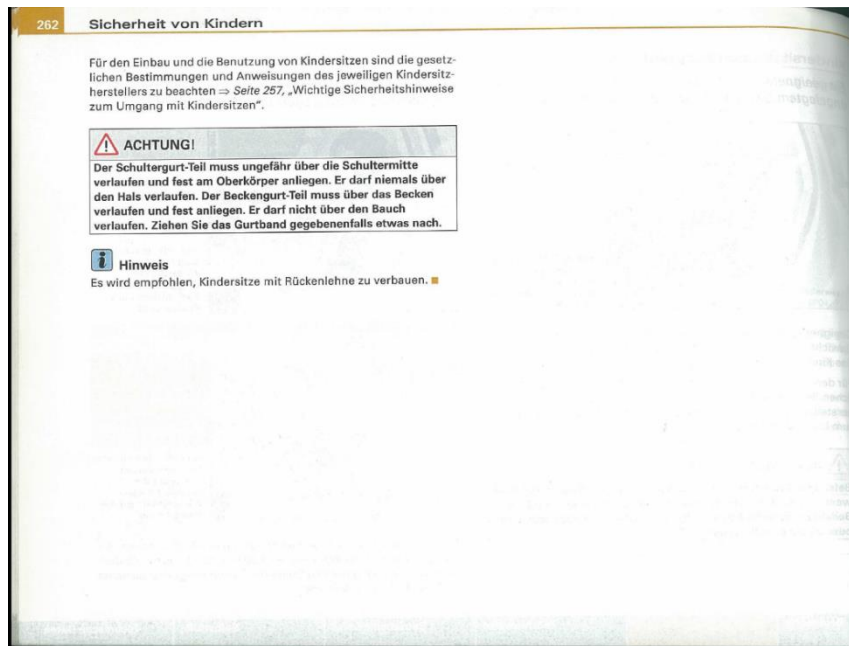 262 Sicherheit von Kindern
Für den Einbau und die Benutzung von Kindersitzen sind die gesetz-
lichen Bestimmungen und Anweisungen des jeweiligen Kindersitz-
herstellers zu beachten ⇒ Seite 257, „Wichtige Sicherheitshinweise
zum Umgang mit Kindersitzen“.
ACHTUNG!
Der Schultergurt-Teil muss ungefähr über die Schultermitte
verlaufen und fest am Oberkörper anliegen. Er darf niemals über
den Hals verlaufen. Der Beckengurt-Teil muss über das Becken
verlaufen und fest anliegen. Er darf nicht über den Bauch
verlaufen. Ziehen Sie das Gurtband gegebenenfalls etwas nach.
Hinweis
Es wird empfohlen, Kindersitze mit Rückenlehne zu verbauen.